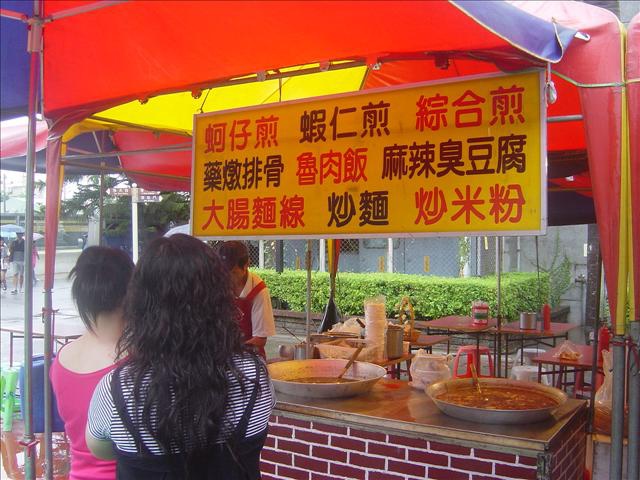 蚵仔煎 蝦仁煎 綜合煎
藥燉排骨 魯肉飯 麻辣臭豆腐
大腸麵線 炒麵 炒米粉